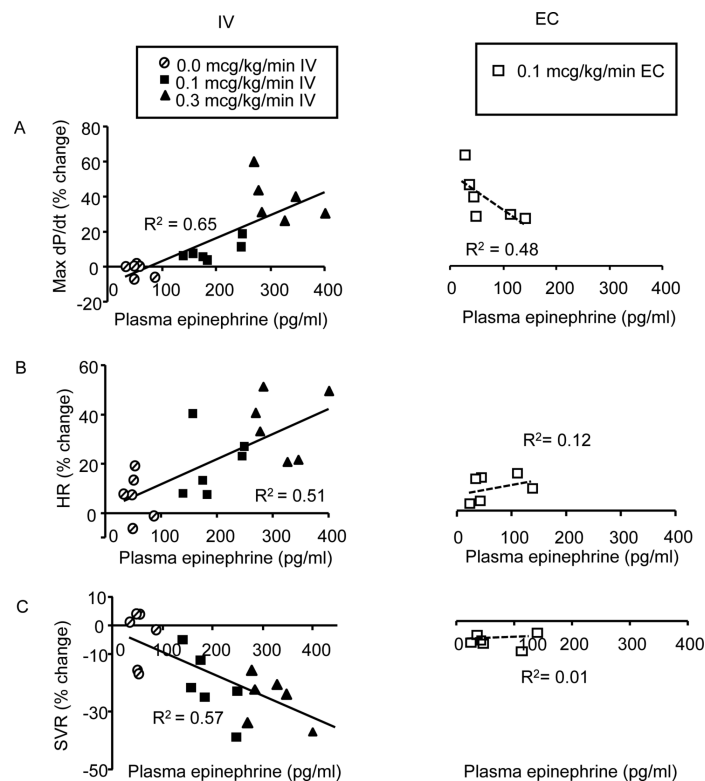 IV
EC
0.0 mcg/kg/min IV
0.1 mcg/kg/min IV
0.3 mcg/kg/min IV
0.1 mcg/kg/min EC
A
Max dP/dt (% change)
80
60
40
20
0
-20
R² = 0.65
0 100 200 300 400
Plasma epinephrine (pg/ml)
R² = 0.48
0 100 200 300 400
Plasma epinephrine (pg/ml)
B
HR (% change)
60
40
20
0
R² = 0.51
0 100 200 300 400
Plasma epinephrine (pg/ml)
R²= 0.12
0 100 200 300 400
Plasma epinephrine (pg/ml)
C
SVR (% change)
10
0
-10
-30
-50
0 100 200 300 400
R² = 0.57
Plasma epinephrine (pg/ml)
0 100 200 300 400
R²= 0.01
Plasma epinephrine (pg/ml)